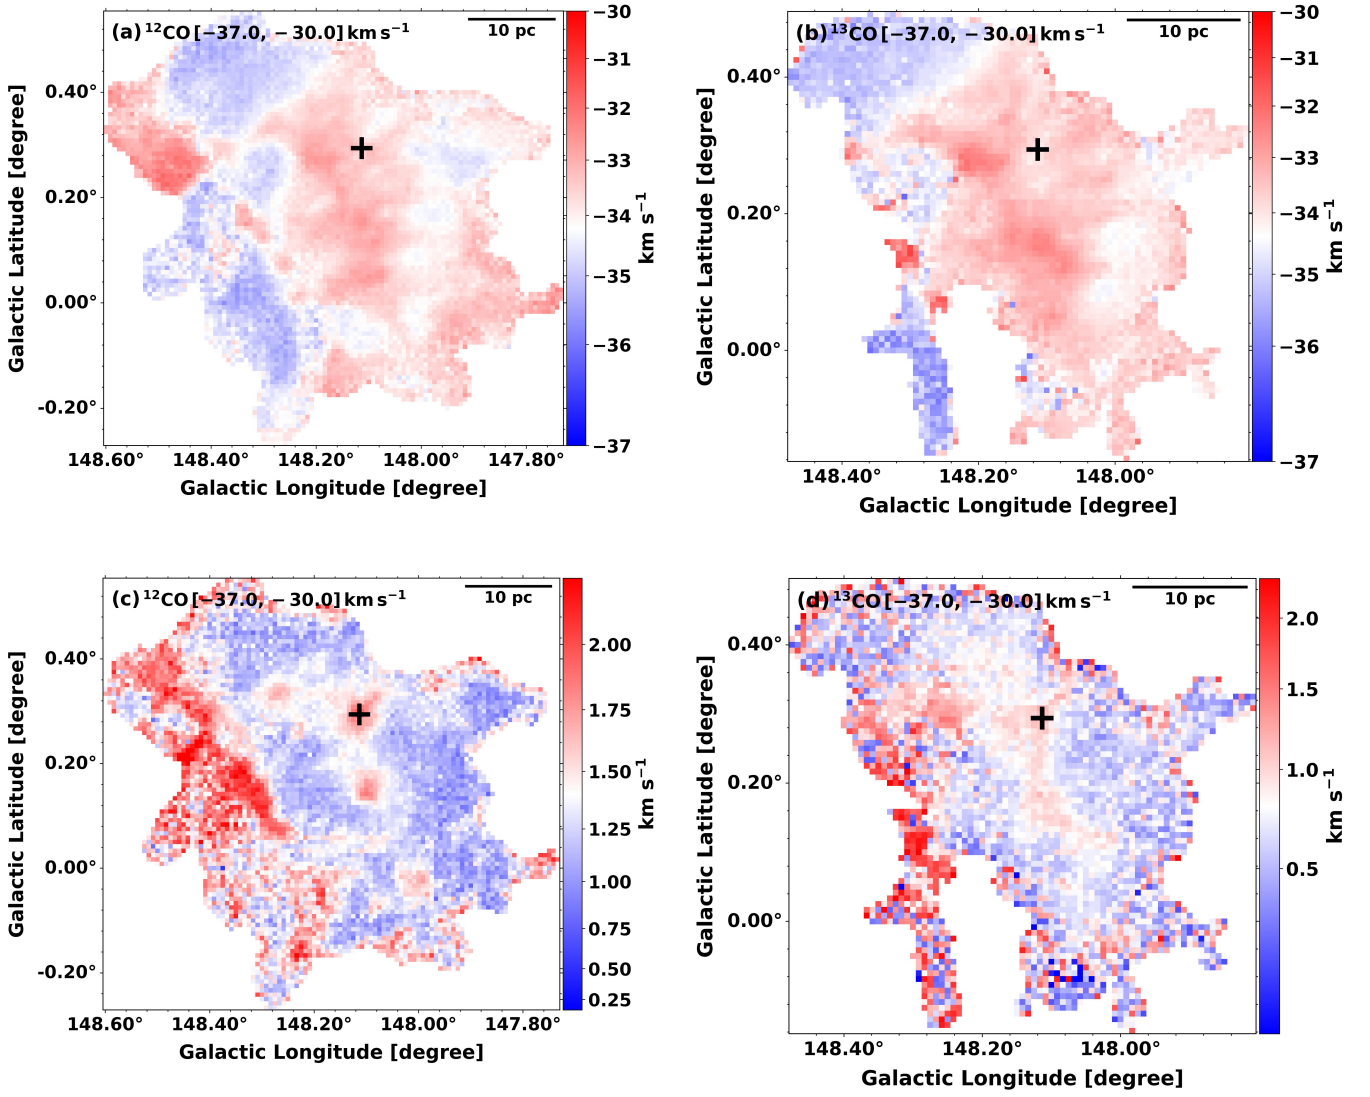 (a) ¹²CO [−37.0, −30.0] km s⁻¹
10 pc
Galactic Latitude [degree]
0.40°
0.20°
0.00°
-0.20°
148.60° 148.40° 148.20° 148.00° 147.80°
Galactic Longitude [degree]
−30
−31
−32
−33
−34
−35
−36
−37
km s⁻¹
(b) ¹³CO [−37.0, −30.0] km s⁻¹
10 pc
Galactic Latitude [degree]
0.40°
0.20°
0.00°
148.40° 148.20° 148.00°
Galactic Longitude [degree]
−30
−31
−32
−33
−34
−35
−36
−37
km s⁻¹
(c) ¹²CO [−37.0, −30.0] km s⁻¹
10 pc
Galactic Latitude [degree]
0.40°
0.20°
0.00°
-0.20°
148.60° 148.40° 148.20° 148.00° 147.80°
Galactic Longitude [degree]
2.00
1.75
1.50
1.25
1.00
0.75
0.50
0.25
km s⁻¹
(d) ¹³CO [−37.0, −30.0] km s⁻¹
10 pc
Galactic Latitude [degree]
0.40°
0.20°
0.00°
148.40° 148.20° 148.00°
Galactic Longitude [degree]
2.0
1.5
1.0
0.5
km s⁻¹